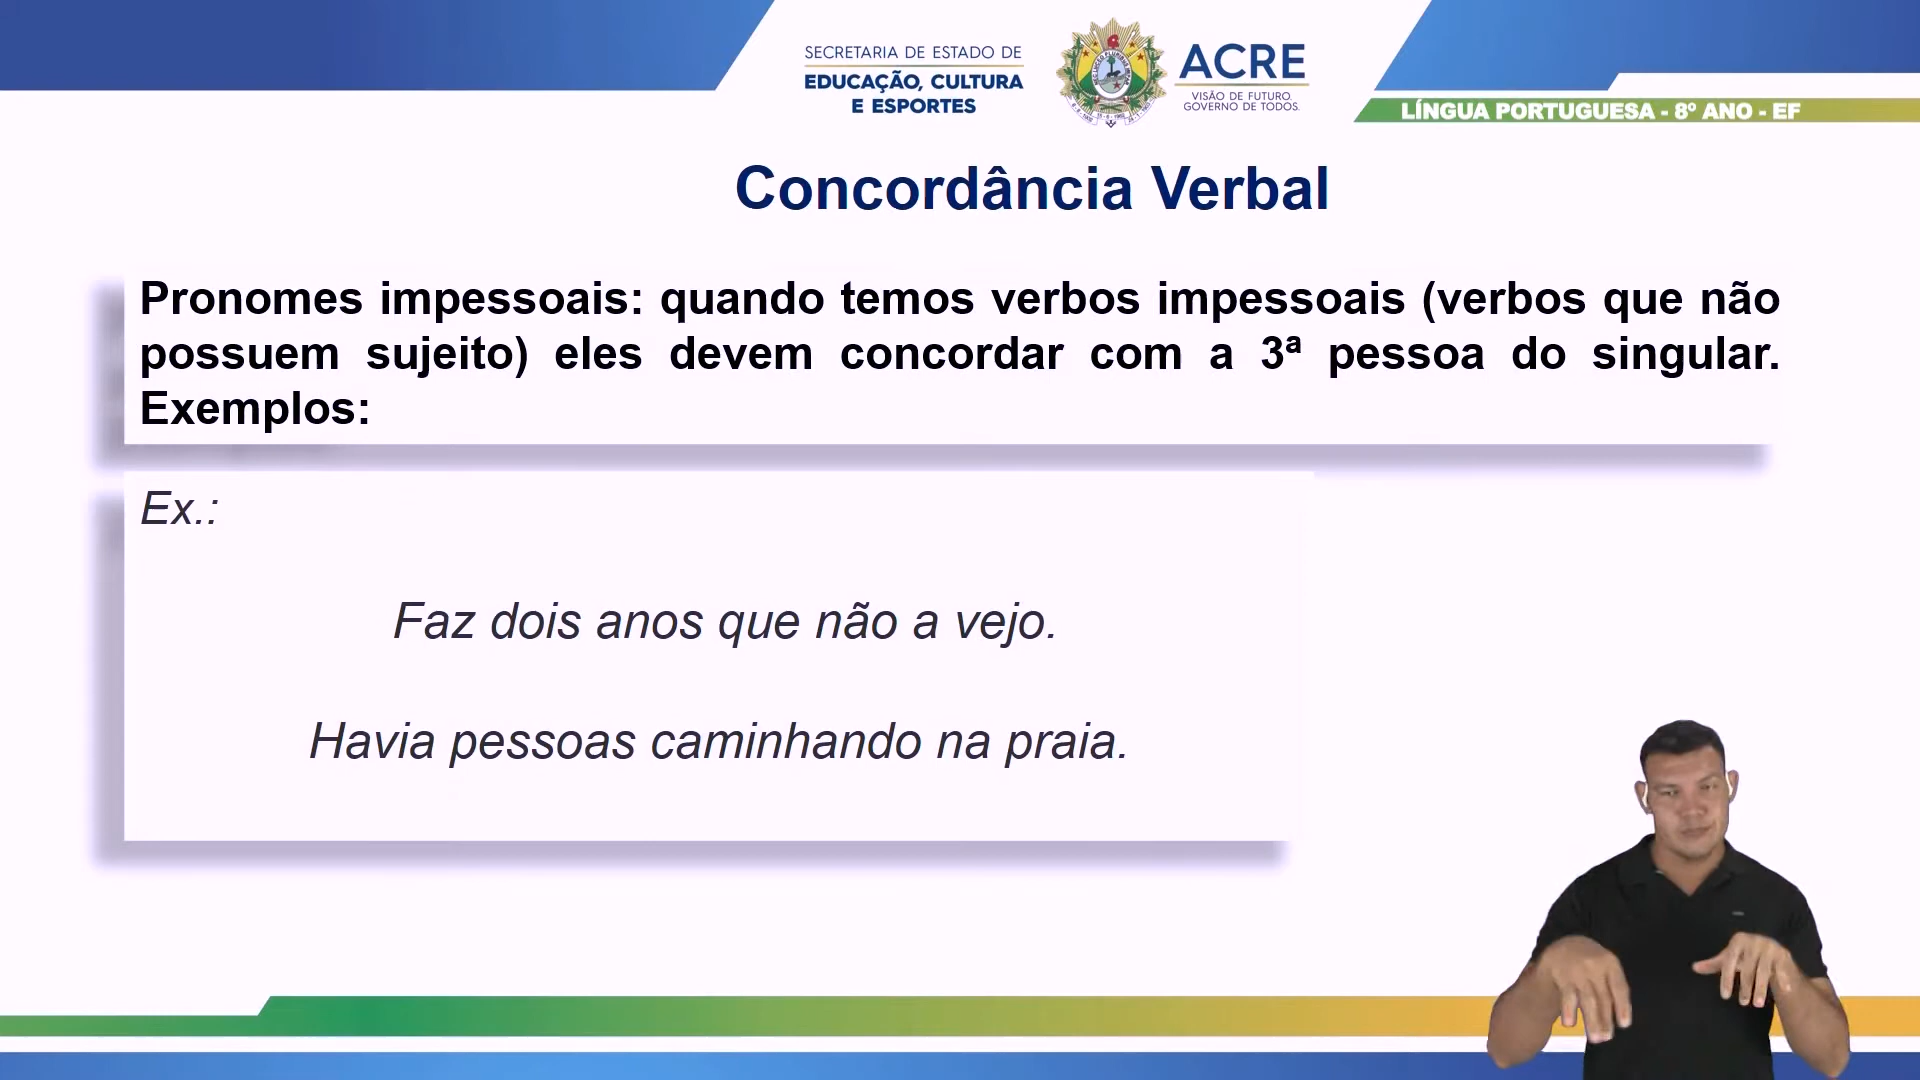 SECRETARIA DE ESTADO DE
EDUCAÇÃO, CULTURA
E ESPORTES
ACRE
VISÃO DE FUTURO.
GOVERNO DE TODOS.
LÍNGUA PORTUGUESA - 8º ANO - EF
Concordância Verbal
Pronomes impessoais: quando temos verbos impessoais (verbos que não
possuem sujeito) eles devem concordar com a 3ª pessoa do singular.
Exemplos:
Ex.:
Faz dois anos que não a vejo.
Havia pessoas caminhando na praia.